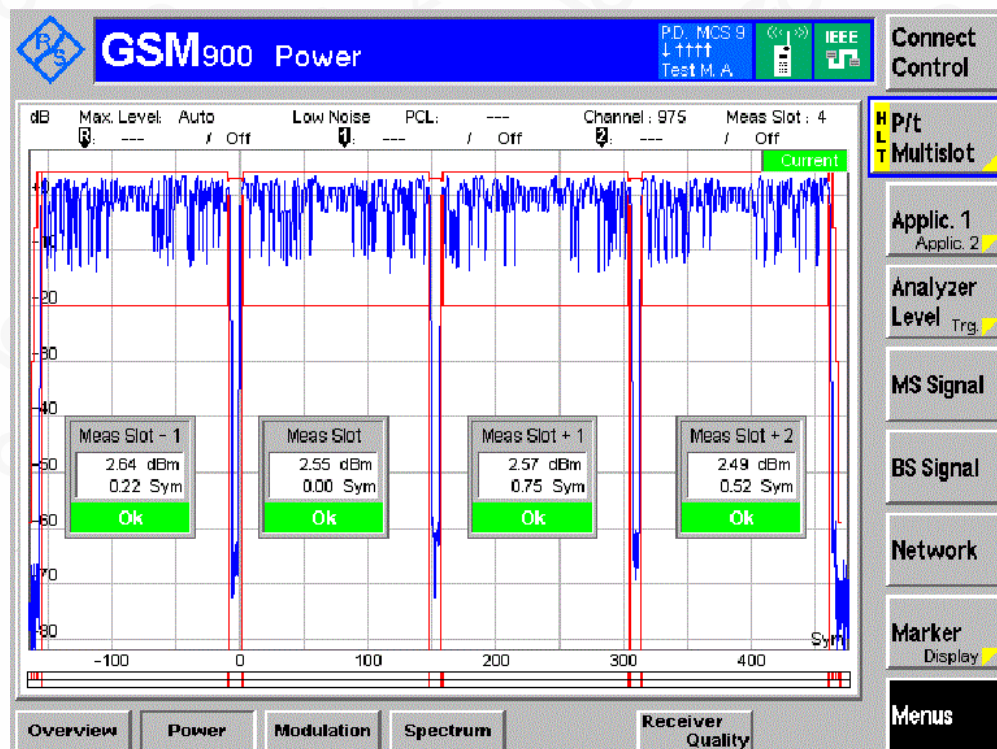 R/S
GSM900 Power
P.D. MCS 9
↓ ↑↑↑↑
Test M. A
IEEE
Connect Control
dB Max. Level: Auto Low Noise PCL: --- Channel : 975 Meas Slot : 4
R: --- / Off 1: --- / Off 2: --- / Off
Current
+0
-10
-20
-30
-40
-50
-60
-70
-80
Meas Slot - 1
2.64 dBm
0.22 Sym
Ok
Meas Slot
2.55 dBm
0.00 Sym
Ok
Meas Slot + 1
2.57 dBm
0.75 Sym
Ok
Meas Slot + 2
2.49 dBm
0.52 Sym
Ok
Sym
-100 0 100 200 300 400
HLT
P/t
Multislot
Applic. 1
Applic. 2
Analyzer
Level Trg.
MS Signal
BS Signal
Network
Marker
Display
Menus
Overview Power Modulation Spectrum Receiver Quality